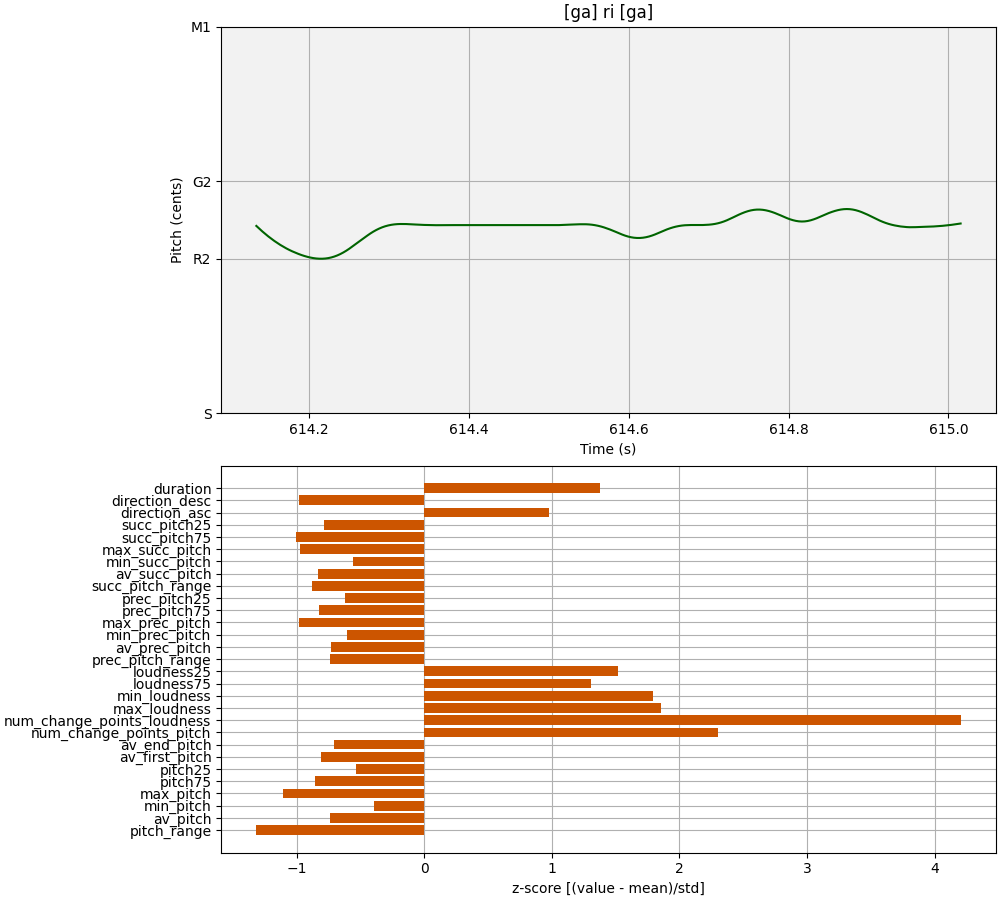 [ga] ri [ga]
M1
G2
R2
S
Pitch (cents)
614.2 614.4 614.6 614.8 615.0
Time (s)
duration
direction_desc
direction_asc
succ_pitch25
succ_pitch75
max_succ_pitch
min_succ_pitch
av_succ_pitch
succ_pitch_range
prec_pitch25
prec_pitch75
max_prec_pitch
min_prec_pitch
av_prec_pitch
prec_pitch_range
loudness25
loudness75
min_loudness
max_loudness
num_change_points_loudness
num_change_points_pitch
av_end_pitch
av_first_pitch
pitch25
pitch75
max_pitch
min_pitch
av_pitch
pitch_range
−1 0 1 2 3 4
z-score [(value - mean)/std]